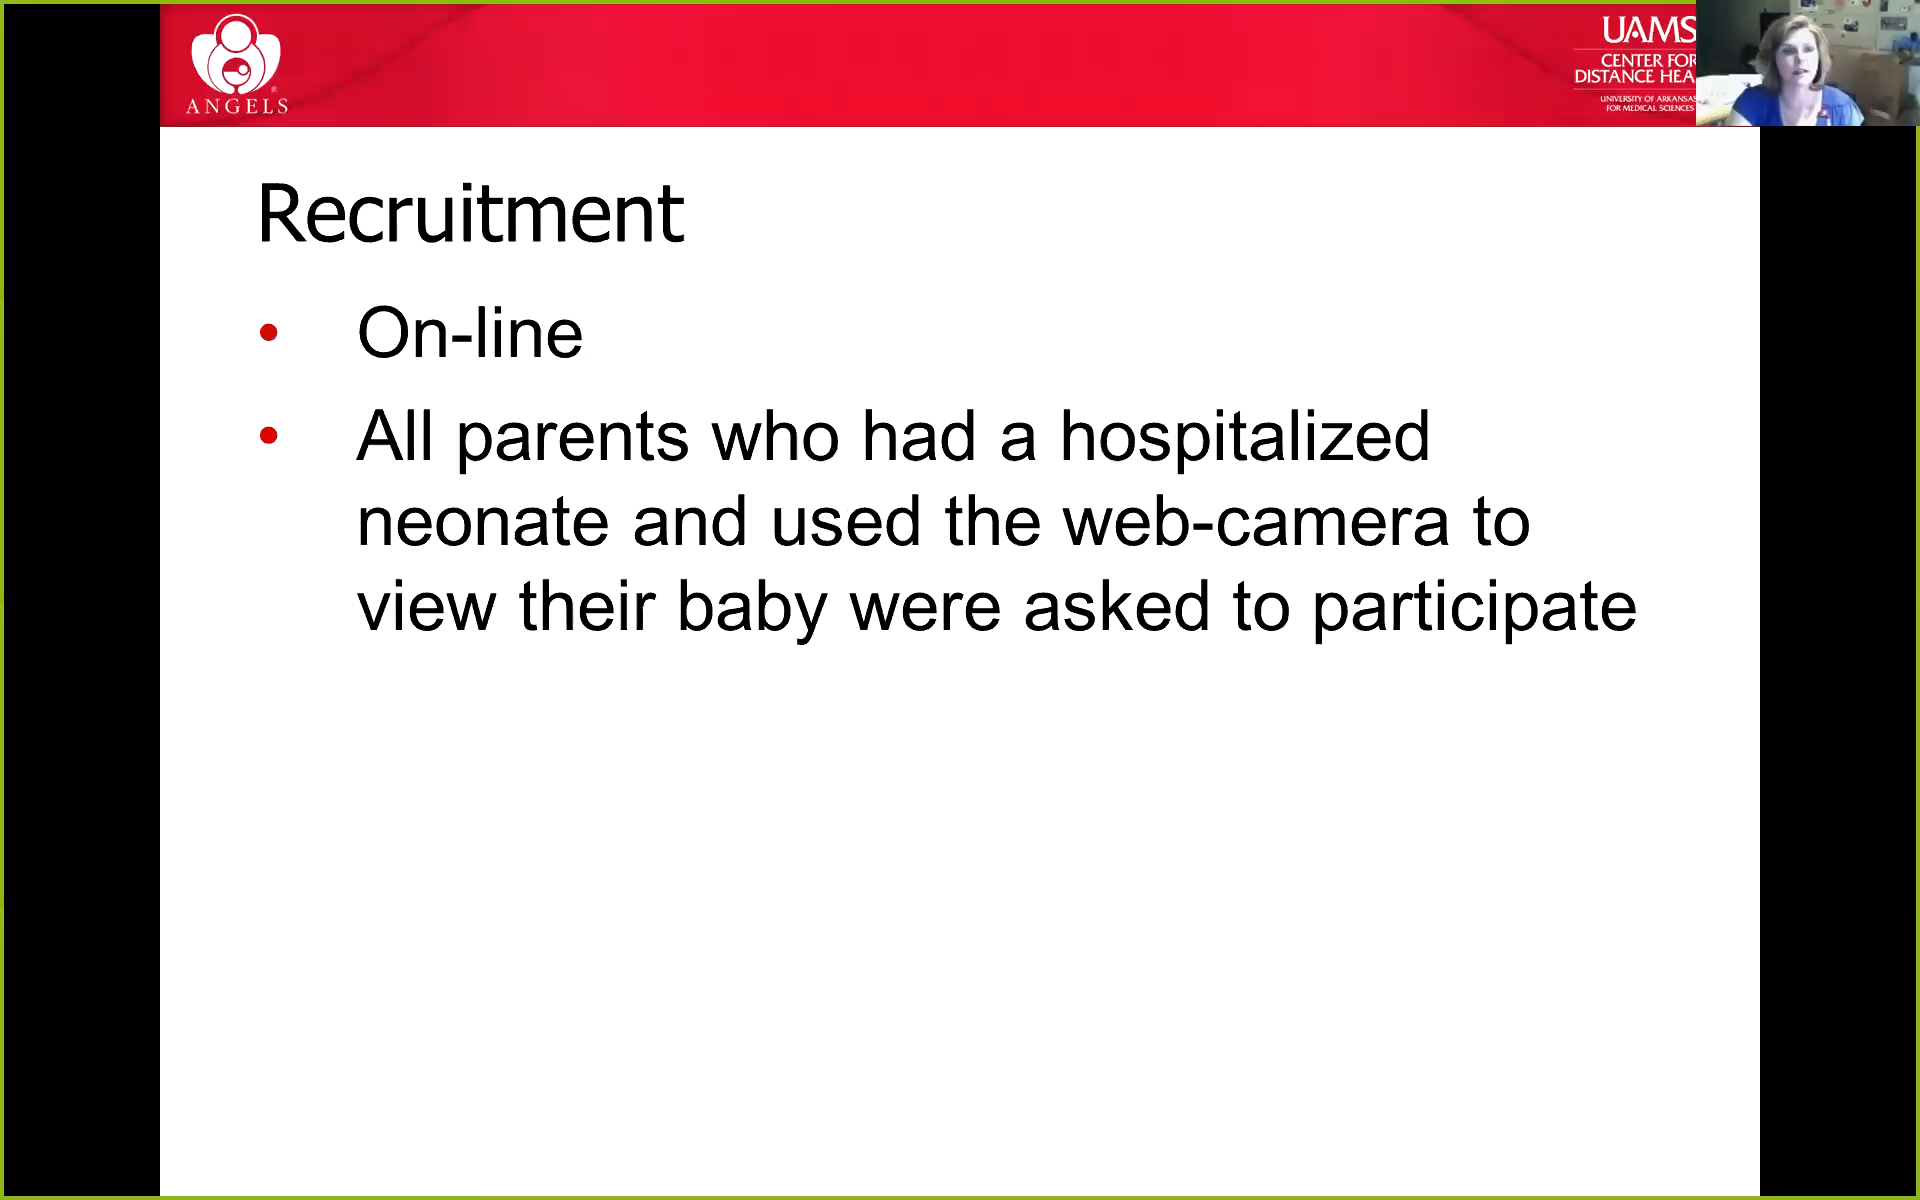 ANGELS
UAMS
CENTER FOR
DISTANCE HEA
UNIVERSITY OF ARKANSAS
FOR MEDICAL SCIENCES
Recruitment
• On-line
• All parents who had a hospitalized
neonate and used the web-camera to
view their baby were asked to participate